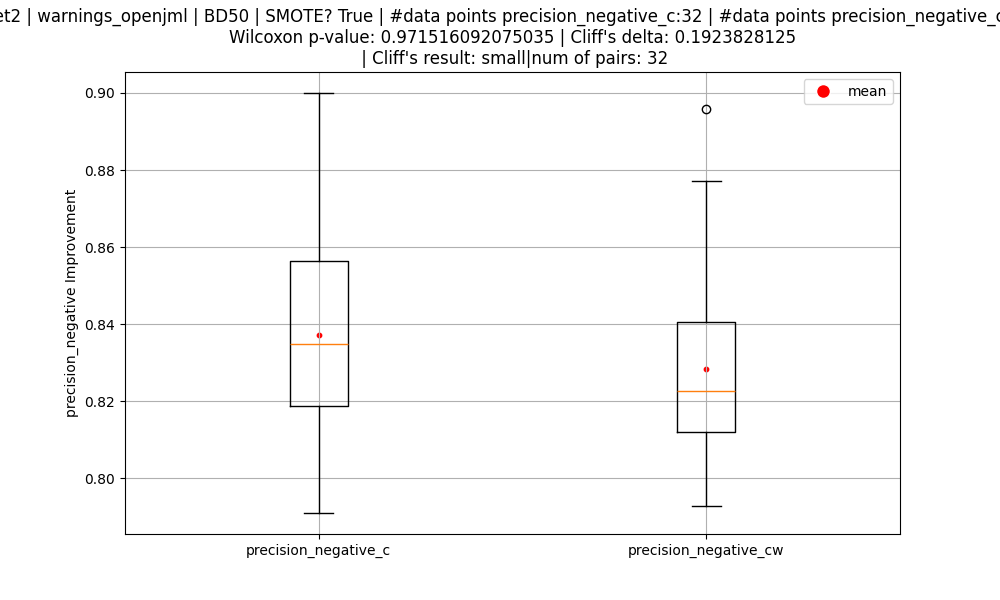 | warnings_openjml | BD50 | SMOTE? True | #data points precision_negative_c:32 | #data points
Wilcoxon p-value: 0.971516092075035 | Cliff's delta: 0.1923828125
| Cliff's result: small|num of pairs: 32
mean
0.90
0.88
0.86
0.84
0.82
0.80
precision_negative Improvement
precision_negative_c
precision_negative_cw